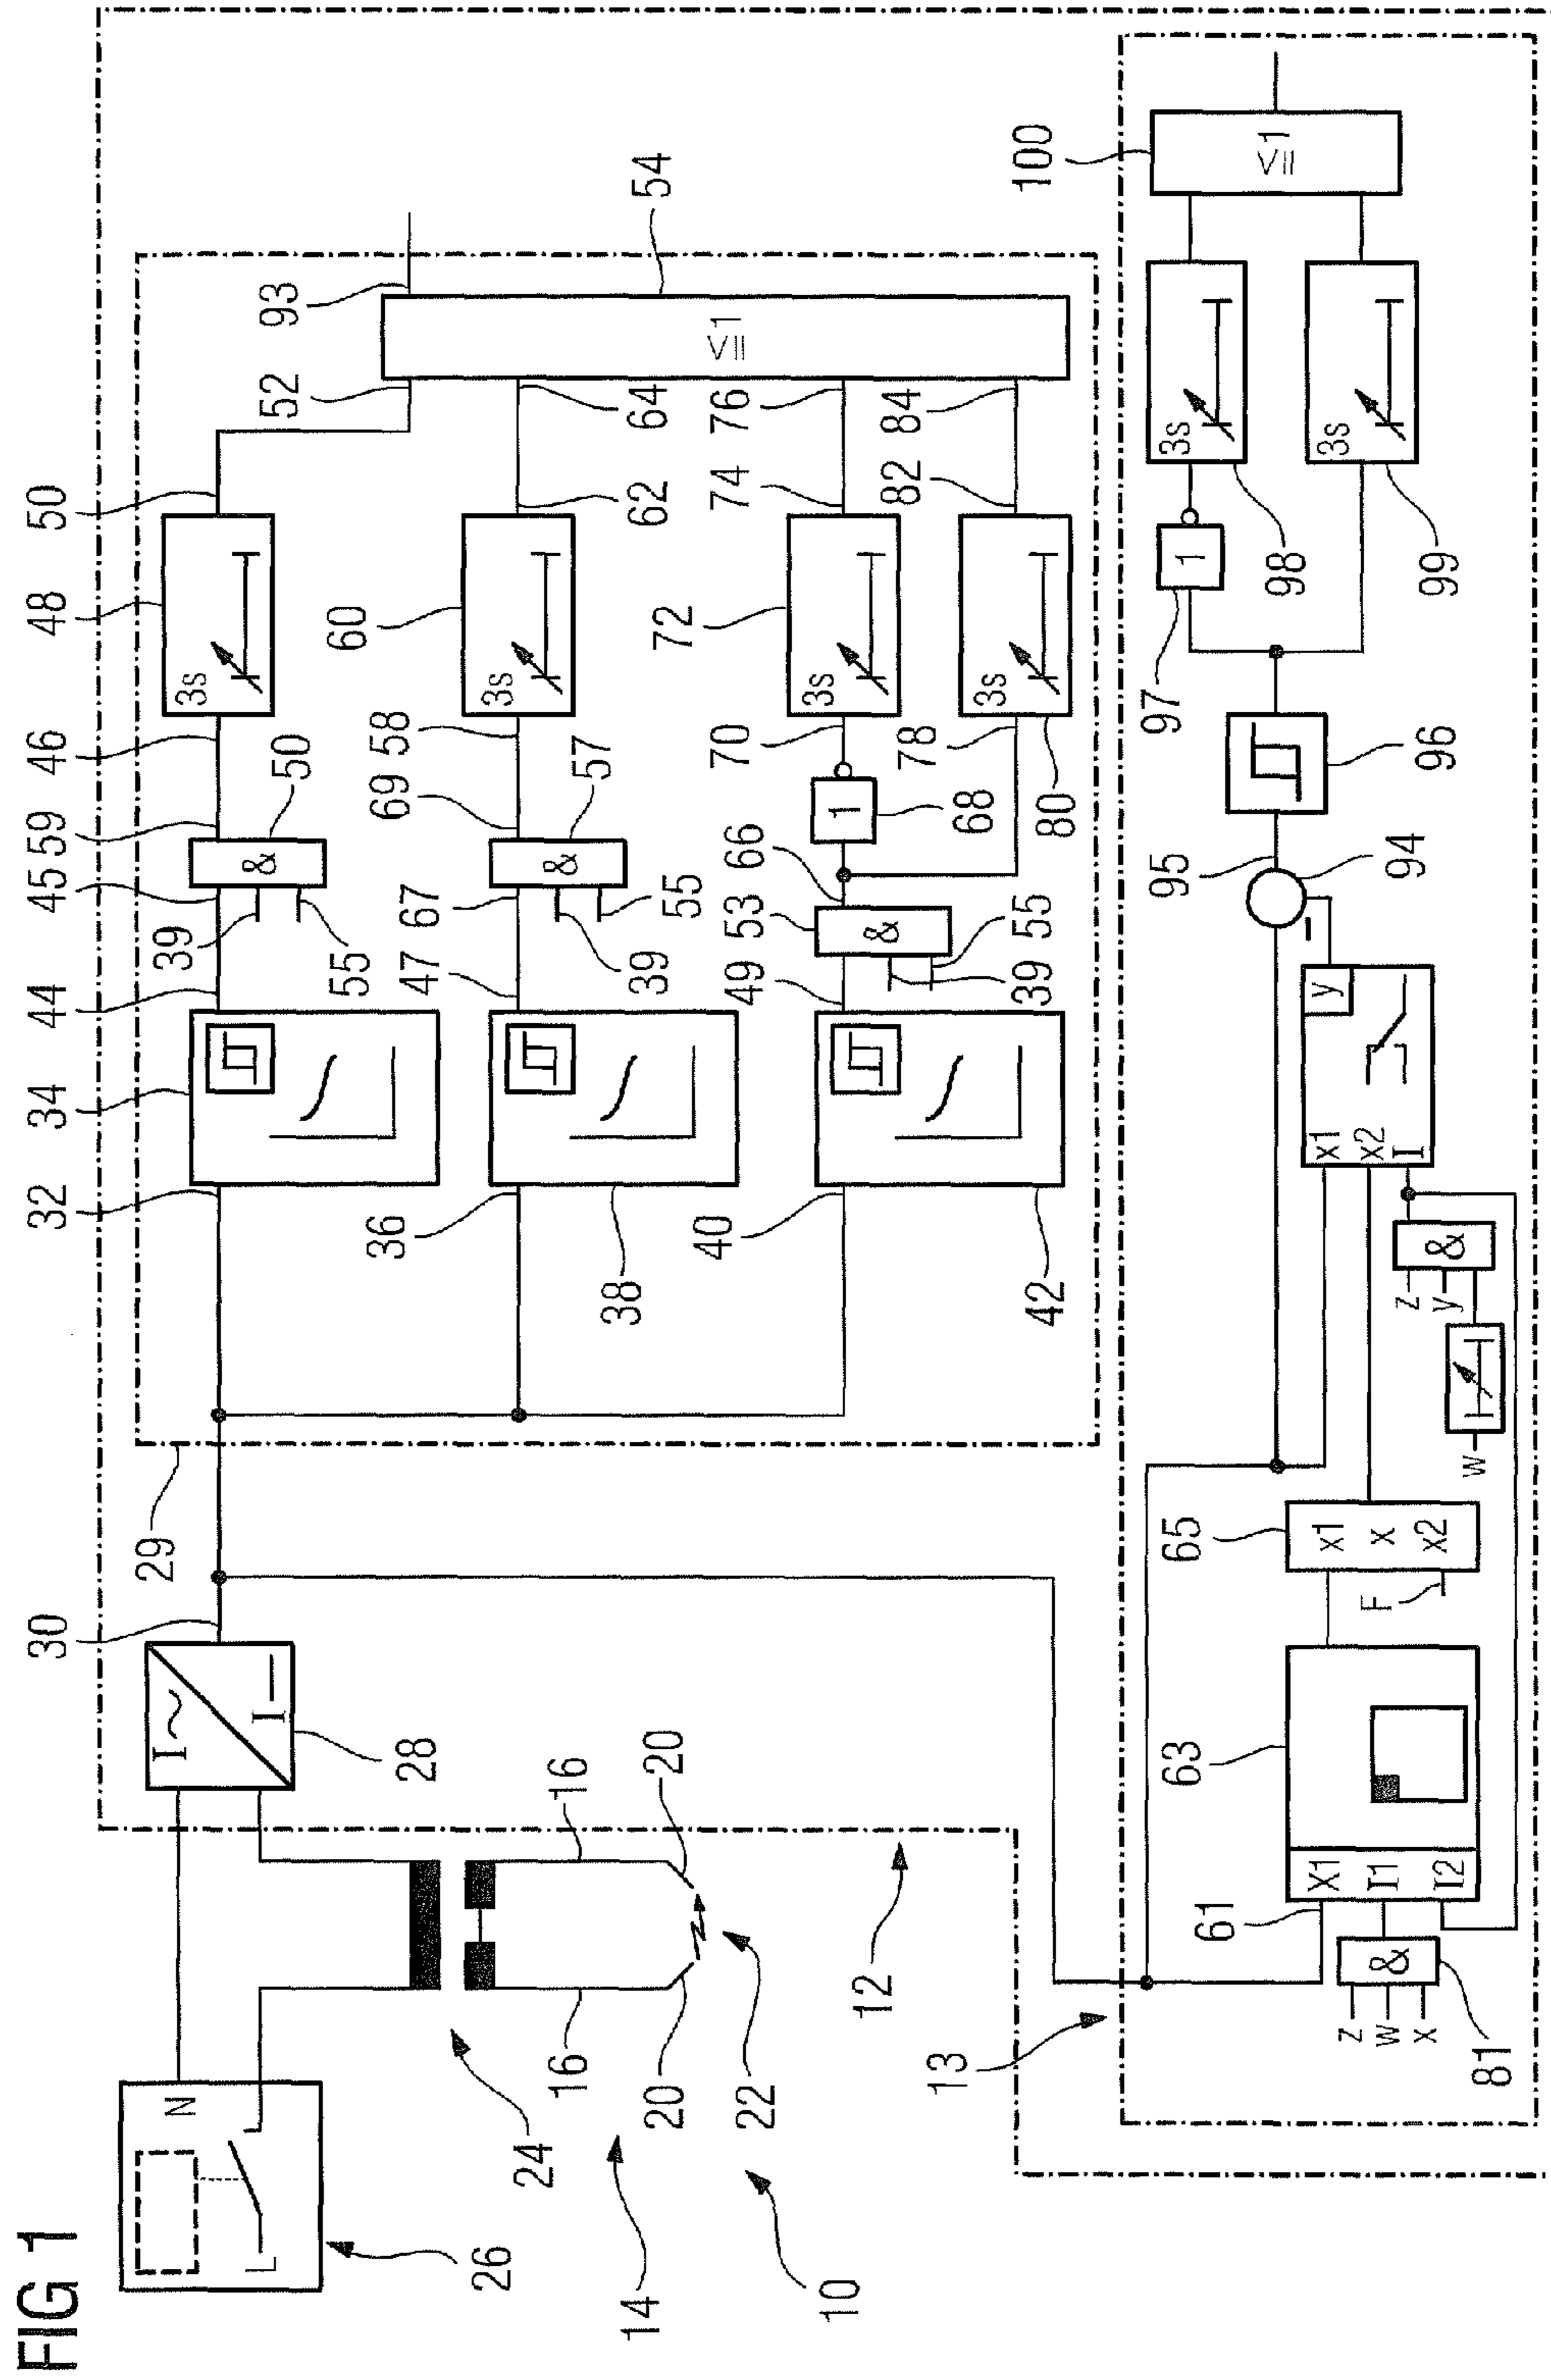 FIG 1
26
N
L
24
14
10
16
16
20
20
22
28
I~
I—
30
29
12
32
34
44
36
38
47
40
42
49
45
59
46
39
55
50
&
67
69
58
39
55
57
&
53
66
39
55
&
1
68
70
78
48
3s
50
60
3s
62
72
3s
74
80
3s
82
52
93
64
76
84
54
≥1
13
61
X1
I1
I2
63
z
w
x
&
81
65
x1
x
x2
F
w
z
y
&
x1
x2
I
y
95
94
–
96
97
1
98
3s
99
3s
100
≥1